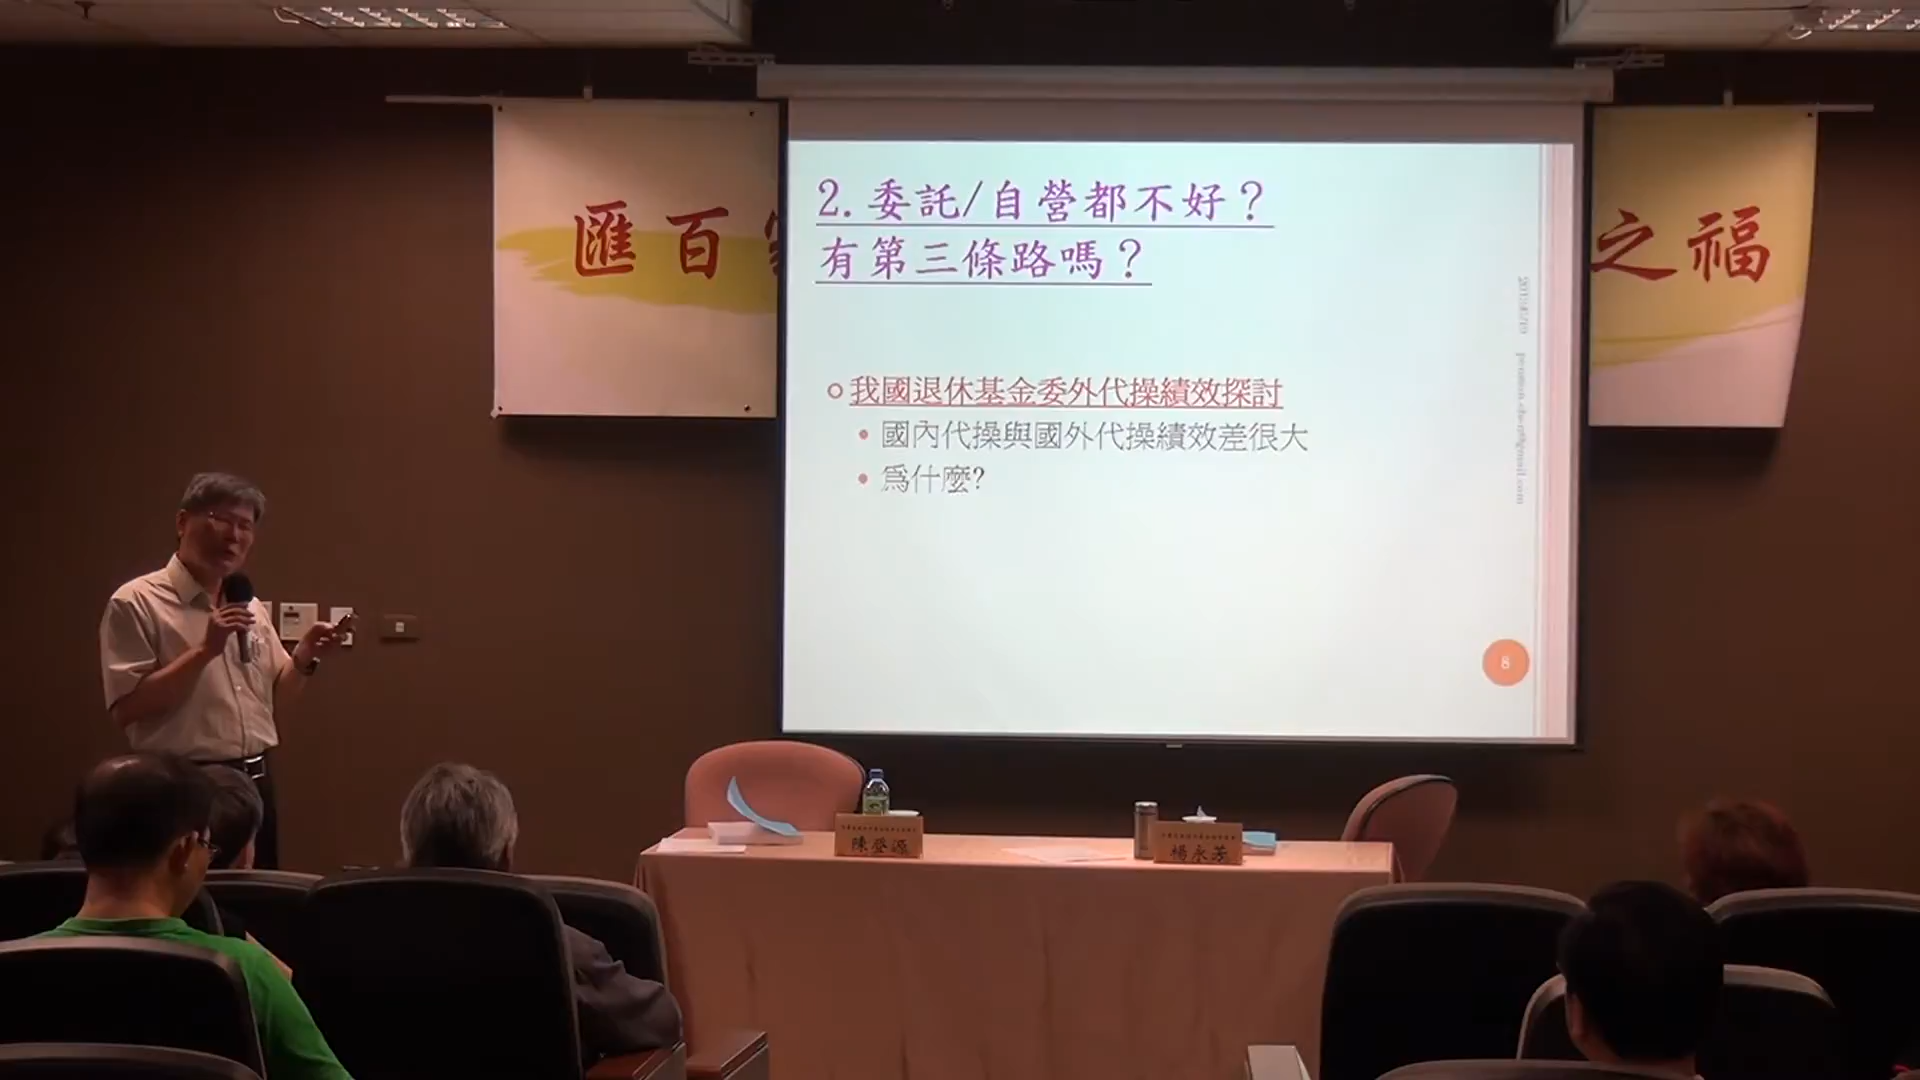 匯百
之福
2.委託/自營都不好？
有第三條路嗎？
我國退休基金委外代操績效探討
國內代操與國外代操績效差很大
為什麼?
8
陳登源
楊永芳